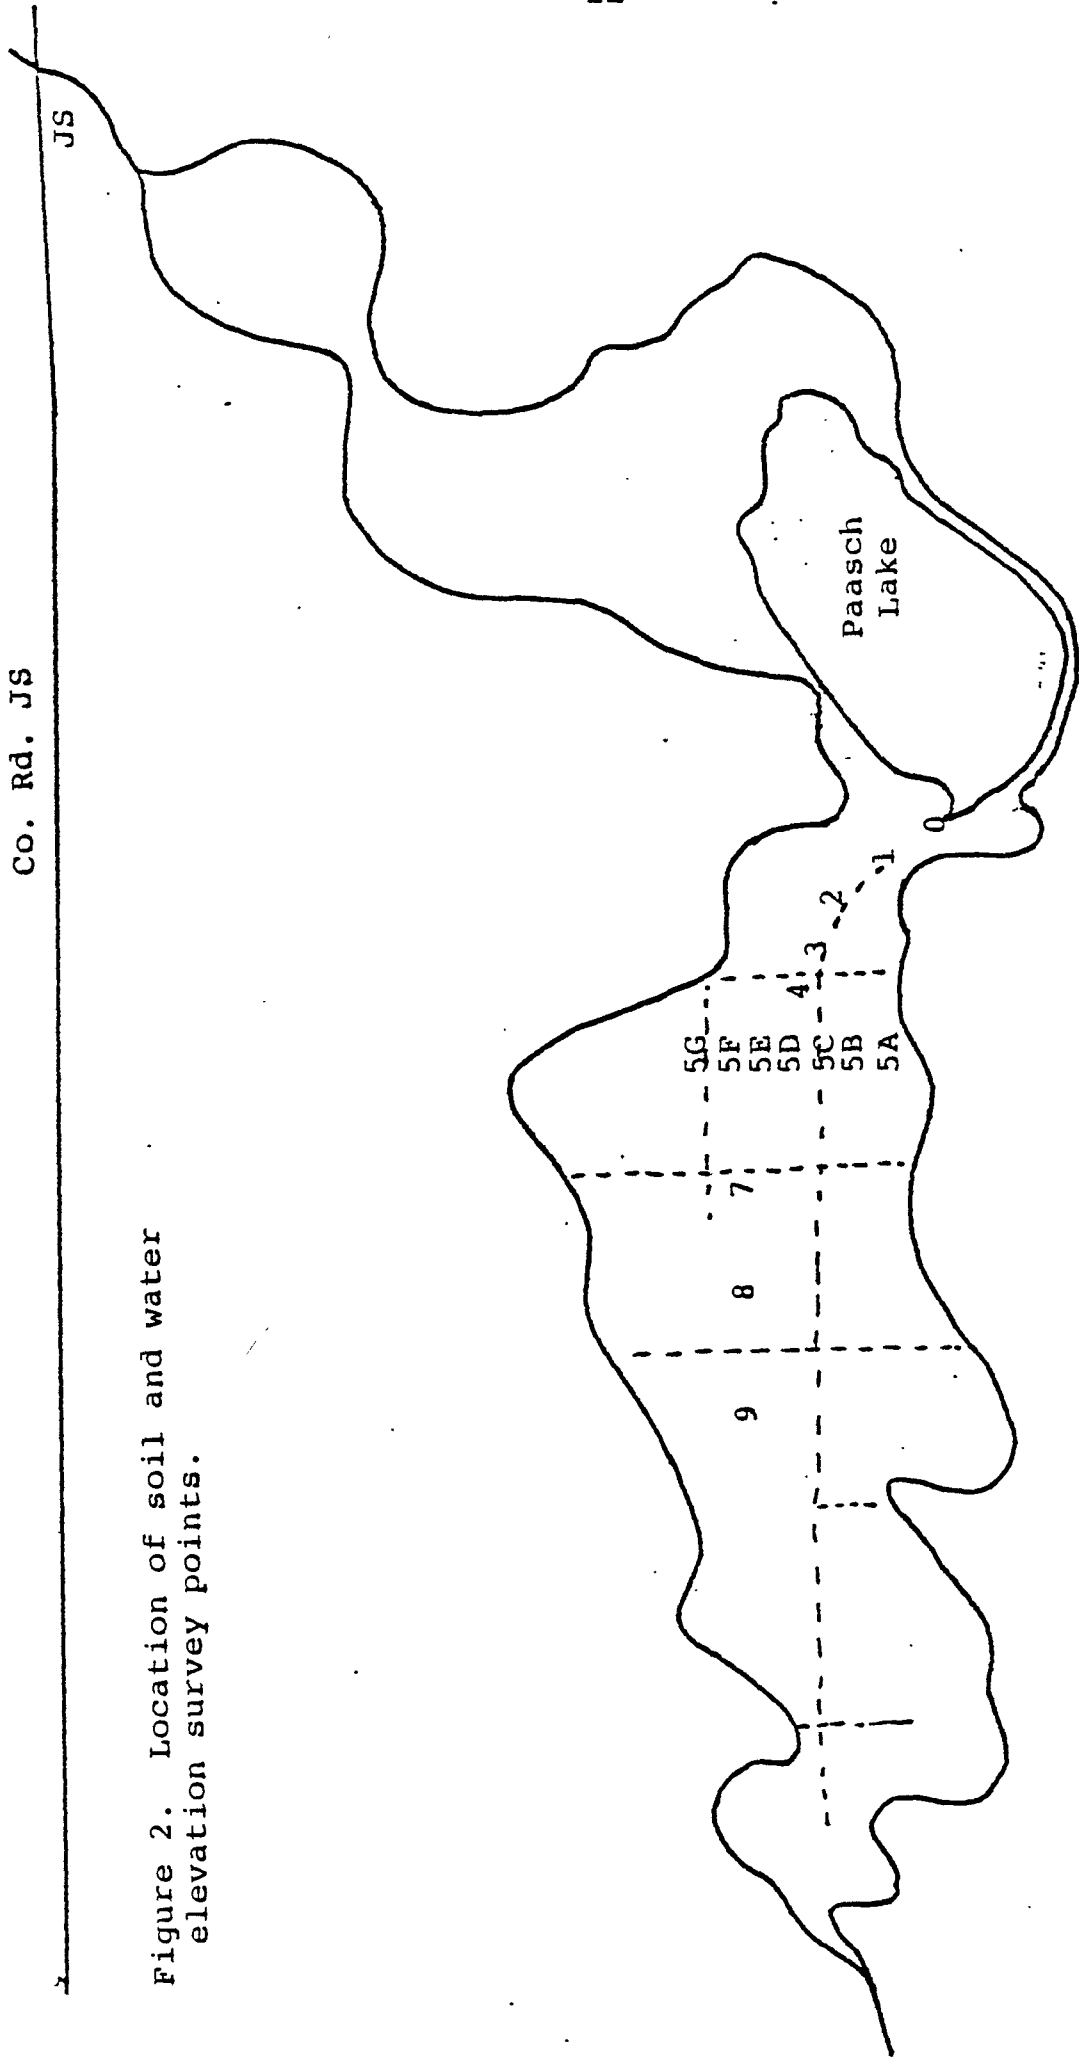 Co. Rd. JS
JS
Paasch
Lake
0
1
2
3
4
5G
5F
5E
5D
5C
5B
5A
7
8
9
Figure 2. Location of soil and water
elevation survey points.